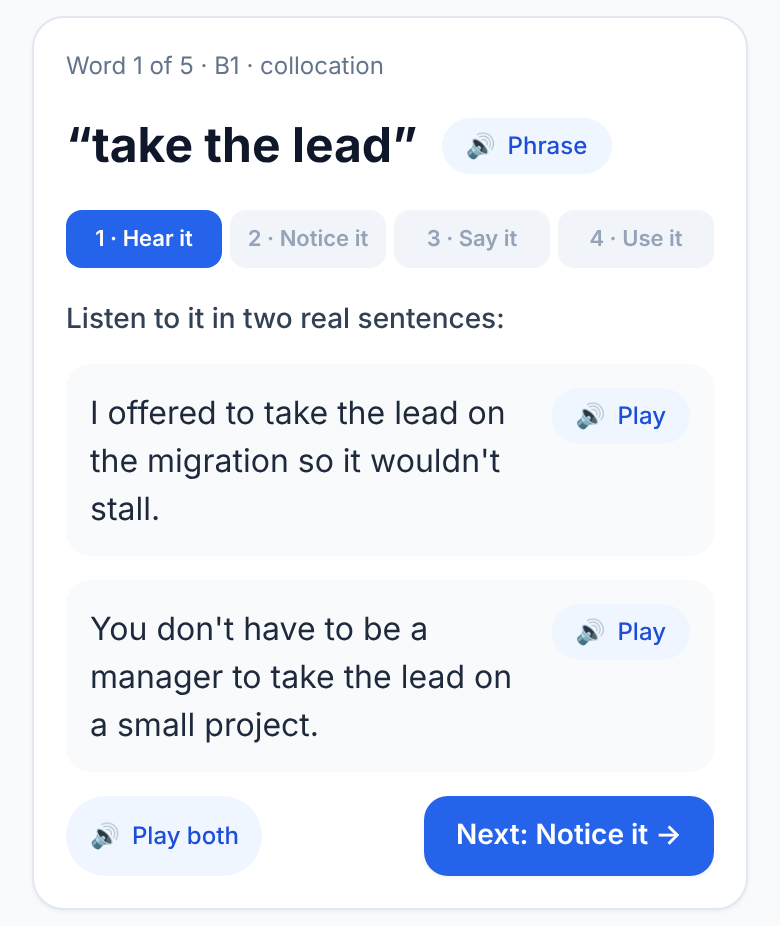 Word 1 of 5 · B1 · collocation
“take the lead”
Phrase
1 · Hear it
2 · Notice it
3 · Say it
4 · Use it
Listen to it in two real sentences:
I offered to take the lead on
the migration so it wouldn't
stall.
Play
You don't have to be a
manager to take the lead on
a small project.
Play
Play both
Next: Notice it →